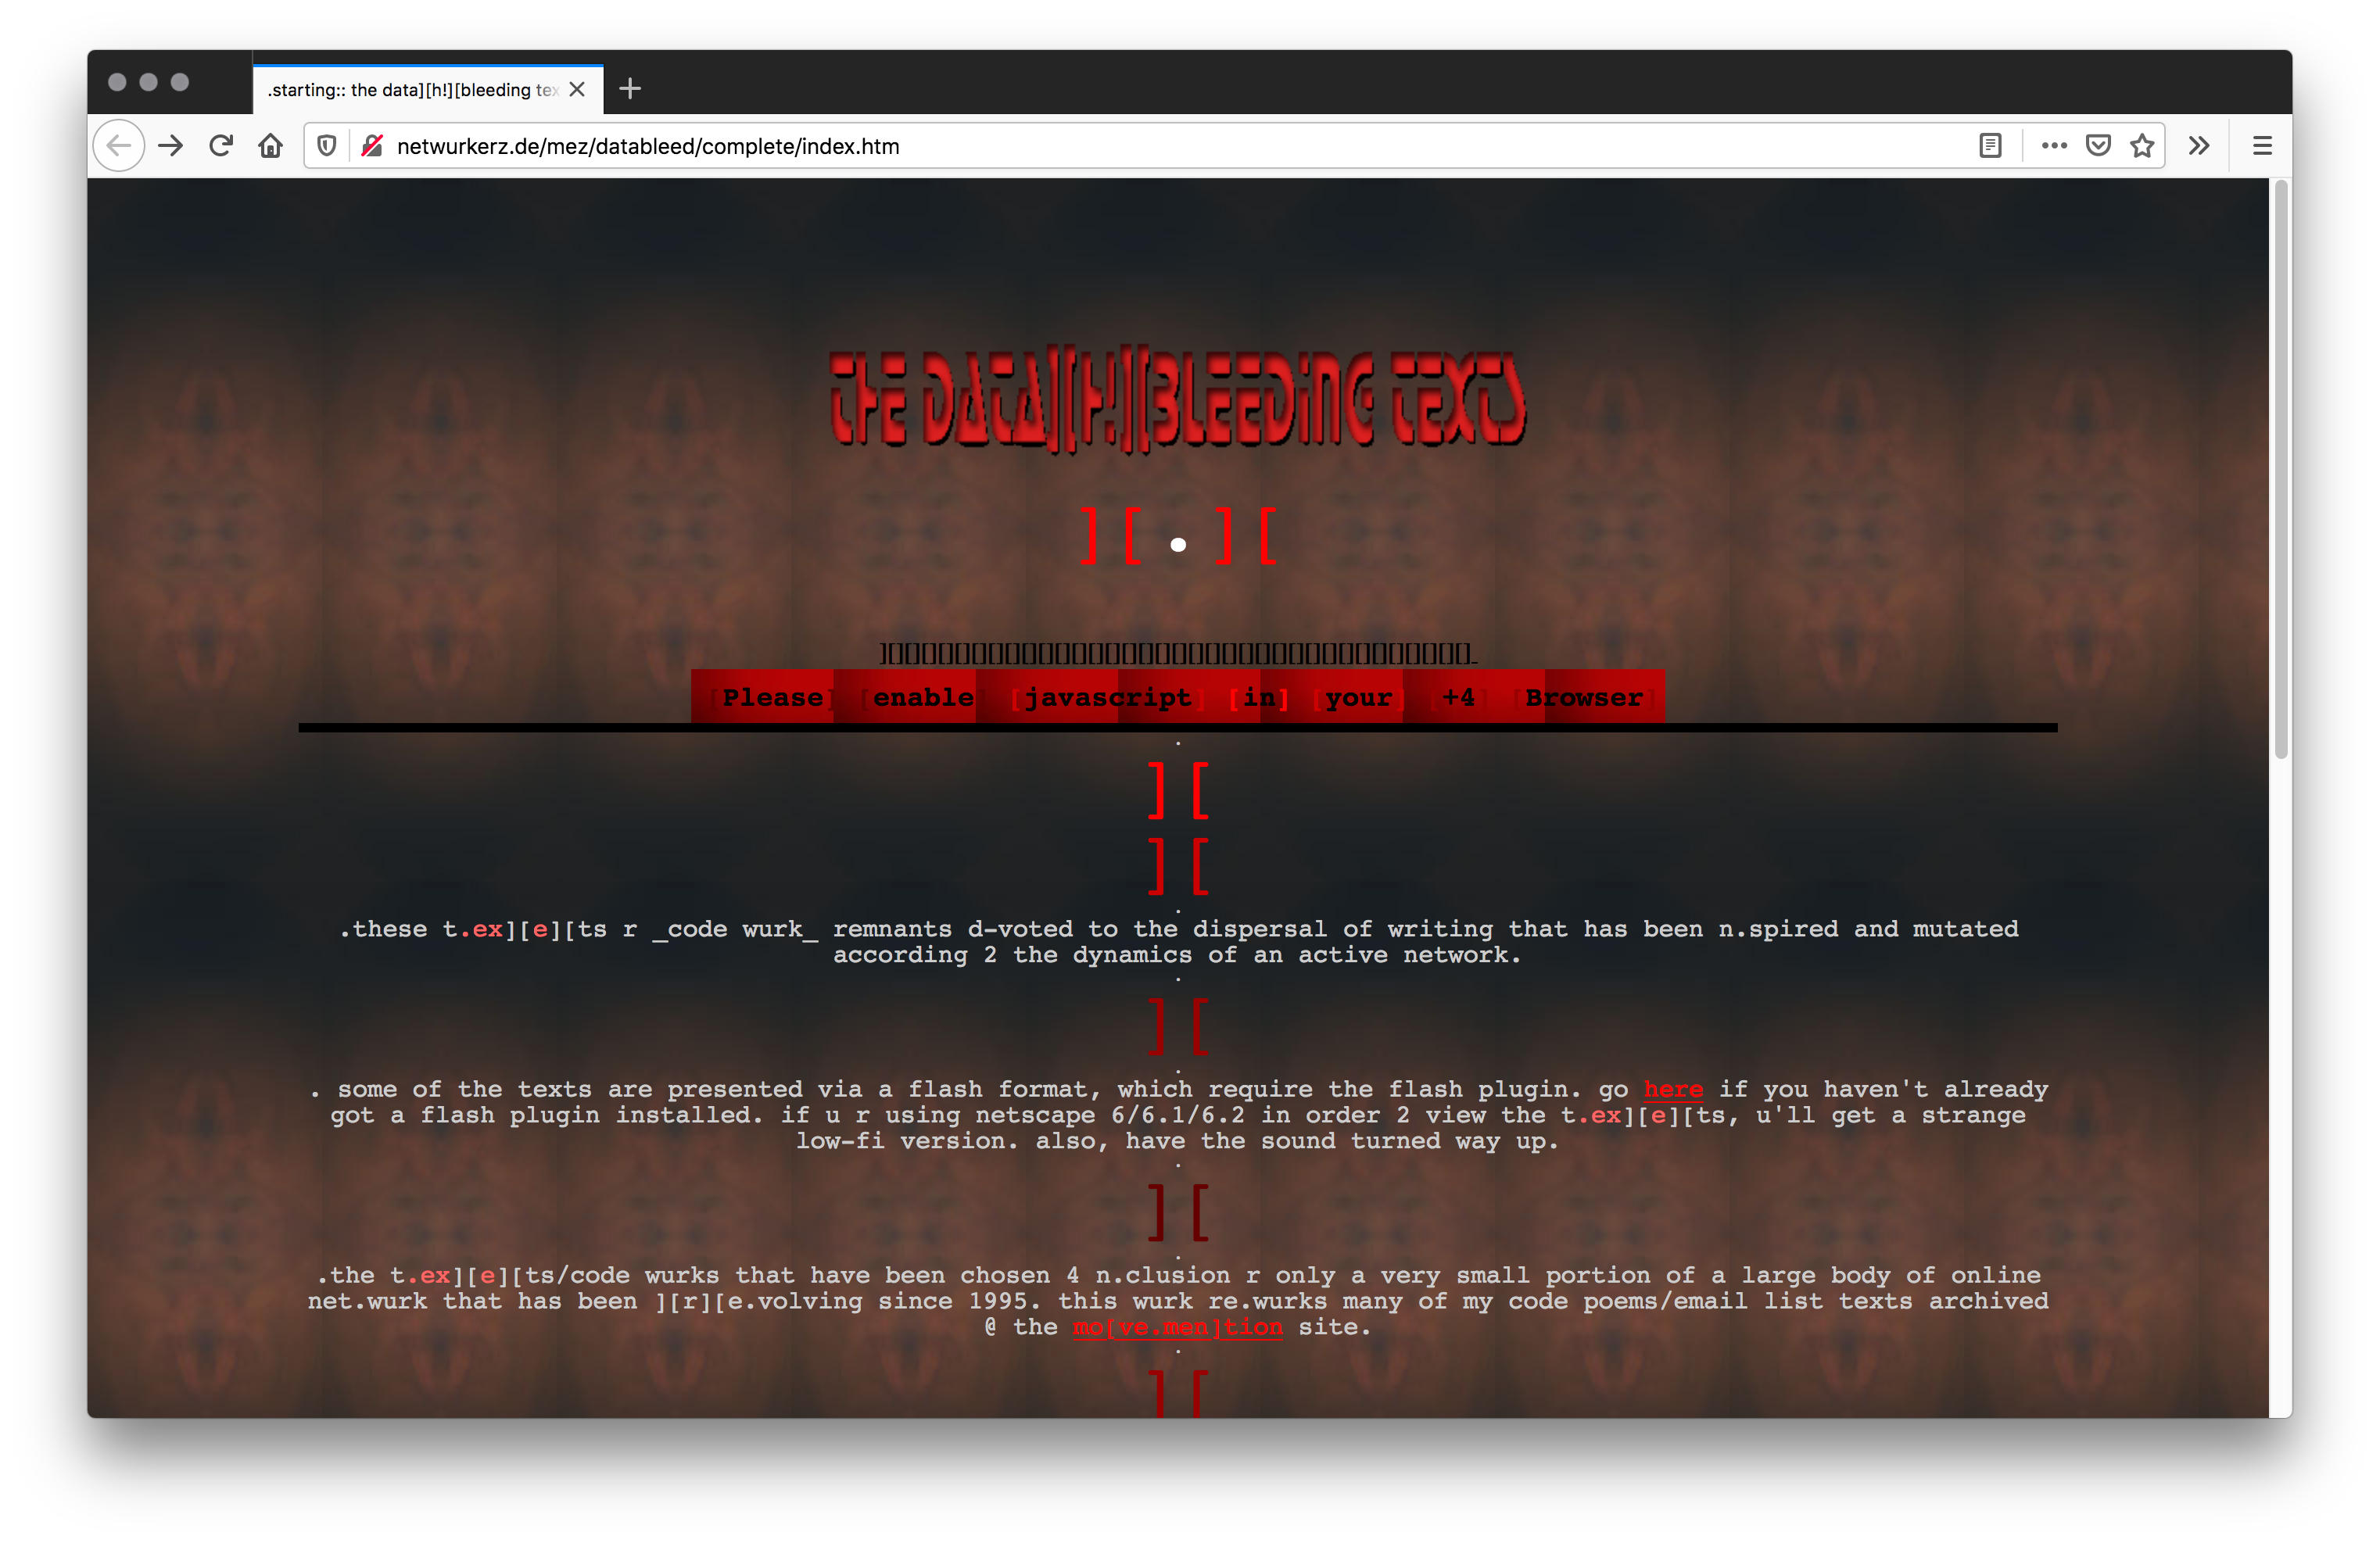 .starting:: the data][h!][bleeding tex
netwurkerz.de/mez/datableed/complete/index.htm
THE DATA][H!][BLEEDING TEXTS
][.][
[Please] [enable] [javascript] [in] [your] [+4] [Browser]
.
][
][
.
.these t.ex][e][ts r _code wurk_ remnants d-voted to the dispersal of writing that has been n.spired and mutated
according 2 the dynamics of an active network.
.
][
.
. some of the texts are presented via a flash format, which require the flash plugin. go here if you haven't already
got a flash plugin installed. if u r using netscape 6/6.1/6.2 in order 2 view the t.ex][e][ts, u'll get a strange
low-fi version. also, have the sound turned way up.
.
][
.
.the t.ex][e][ts/code wurks that have been chosen 4 n.clusion r only a very small portion of a large body of online
net.wurk that has been ][r][e.volving since 1995. this wurk re.wurks many of my code poems/email list texts archived
@ the mo[ve.men]tion site.
.
][